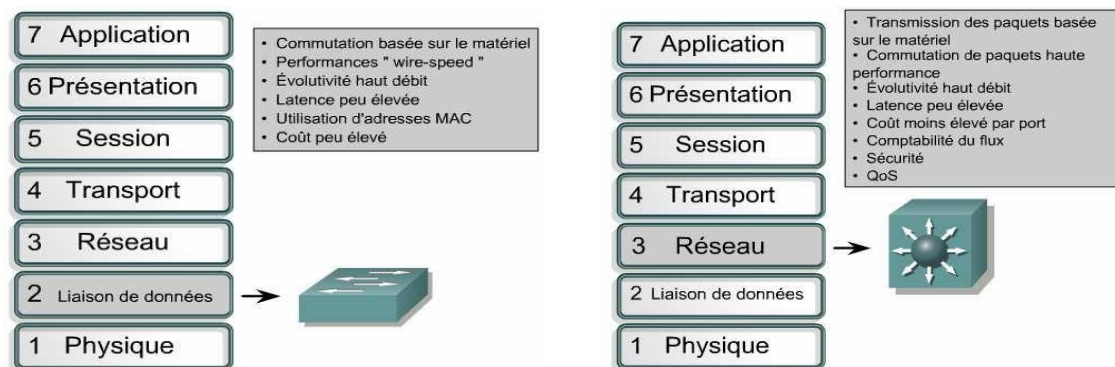 7 Application
6 Présentation
5 Session
4 Transport
3 Réseau
2 Liaison de données
1 Physique
• Commutation basée sur le matériel
• Performances " wire-speed "
• Évolutivité haut débit
• Latence peu élevée
• Utilisation d'adresses MAC
• Coût peu élevé
7 Application
6 Présentation
5 Session
4 Transport
3 Réseau
2 Liaison de données
1 Physique
• Transmission des paquets basée
sur le matériel
• Commutation de paquets haute
performance
• Évolutivité haut débit
• Latence peu élevée
• Coût moins élevé par port
• Comptabilité du flux
• Sécurité
• QoS